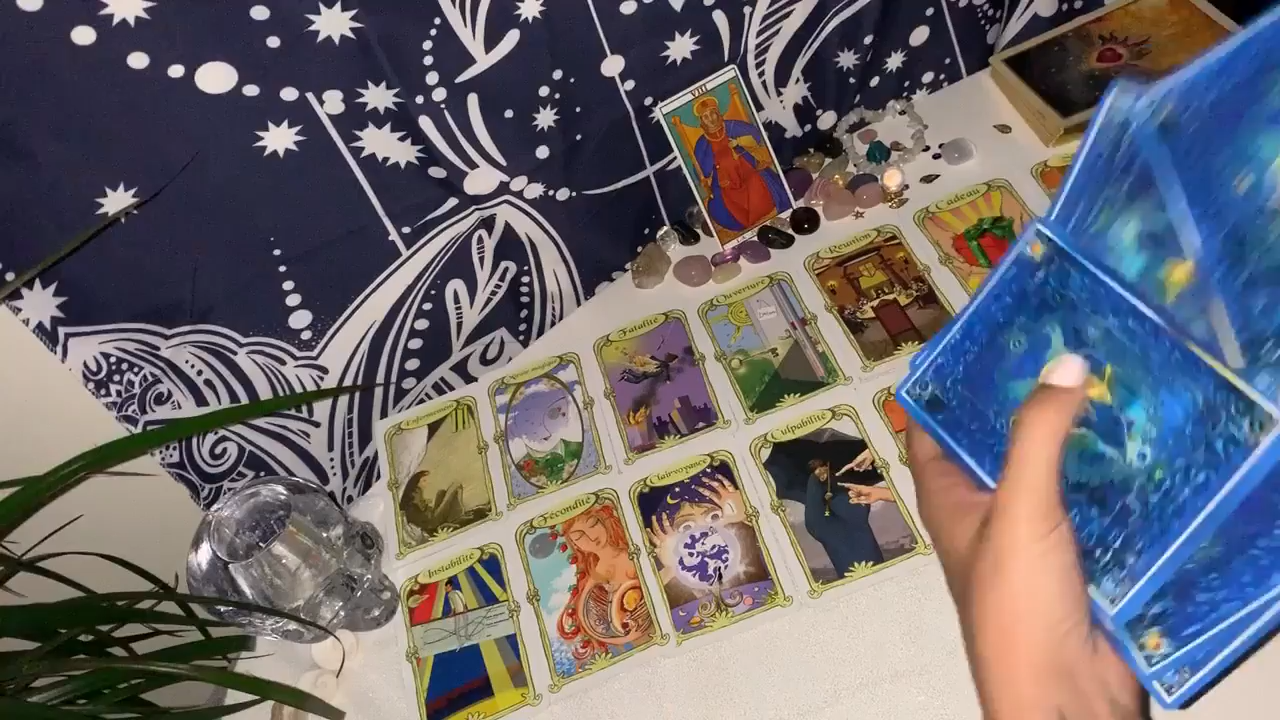 VIII
Cadeau
Réunion
Ouverture
Fatalité
Enfermement
Culpabilité
Clairvoyance
Fécondité
Instabilité